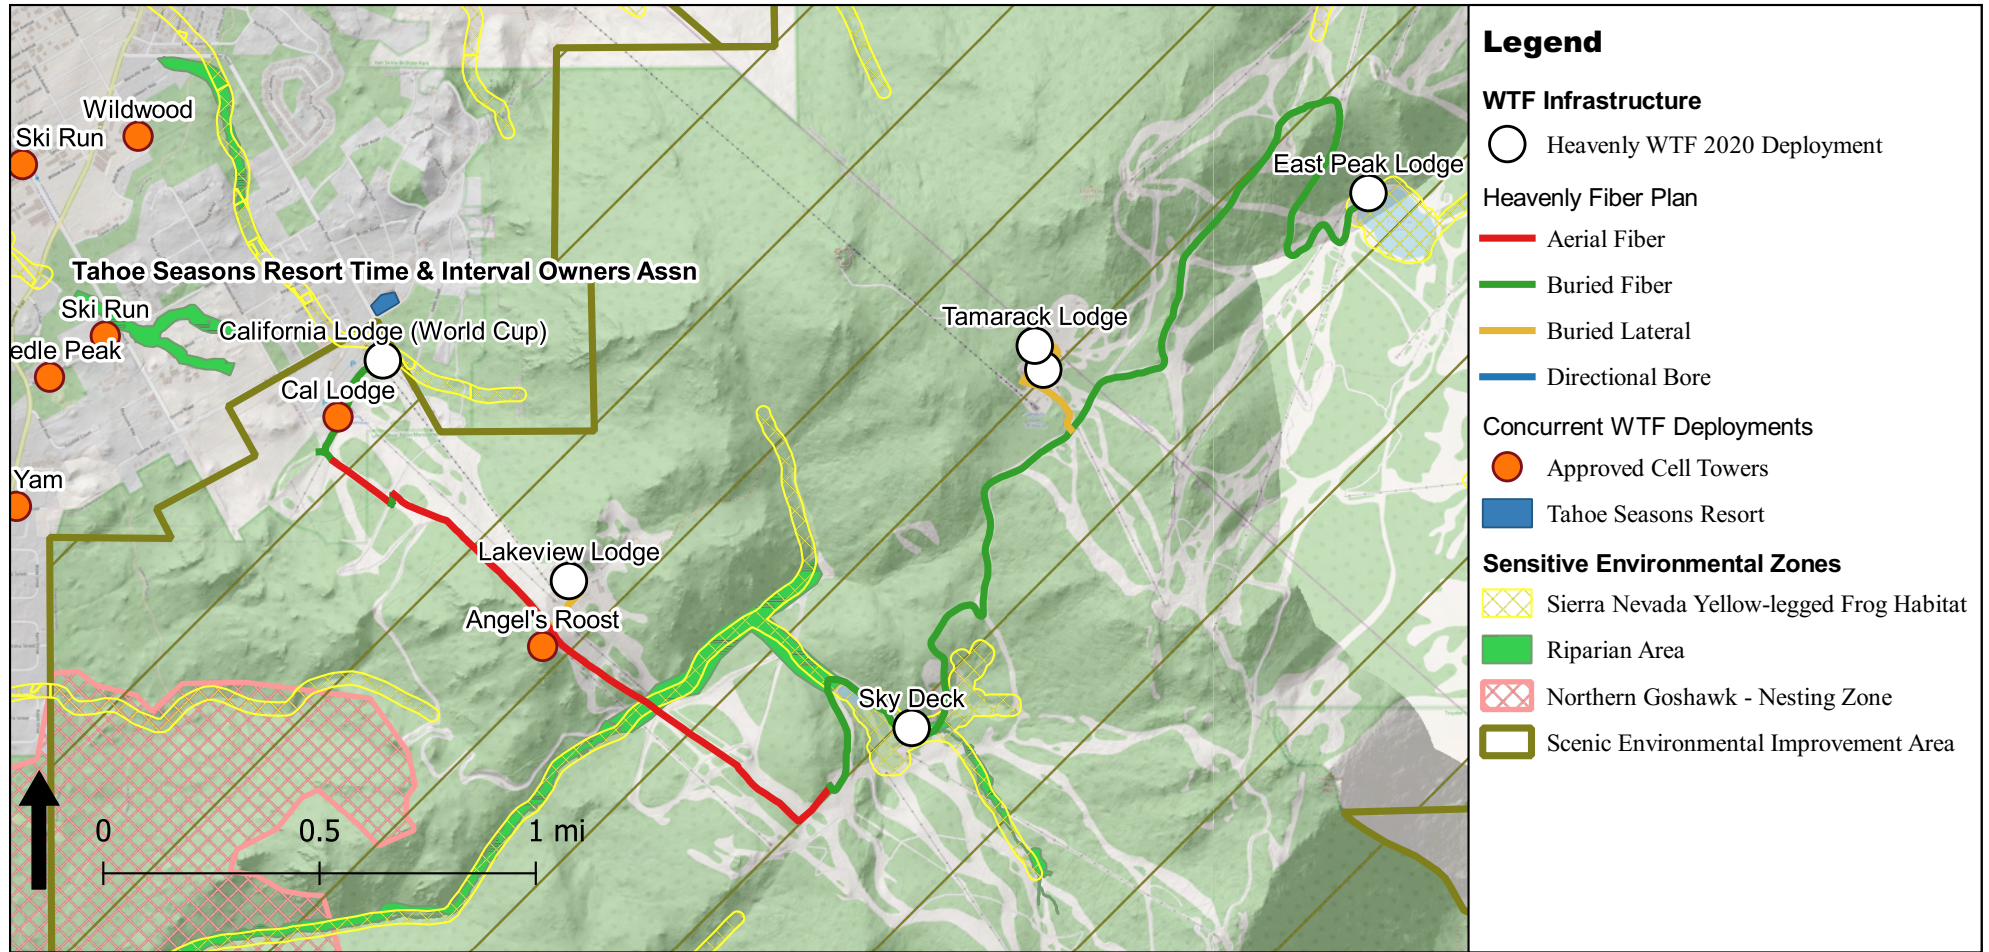 Wildwood
Ski Run
Tahoe Seasons Resort Time & Interval Owners Assn
Ski Run
California Lodge (World Cup)
edle Peak
Cal Lodge
Yam
Lakeview Lodge
Angel's Roost
Sky Deck
Tamarack Lodge
East Peak Lodge
0
0.5
1 mi
Legend
WTF Infrastructure
Heavenly WTF 2020 Deployment
Heavenly Fiber Plan
Aerial Fiber
Buried Fiber
Buried Lateral
Directional Bore
Concurrent WTF Deployments
Approved Cell Towers
Tahoe Seasons Resort
Sensitive Environmental Zones
Sierra Nevada Yellow-legged Frog Habitat
Riparian Area
Northern Goshawk - Nesting Zone
Scenic Environmental Improvement Area